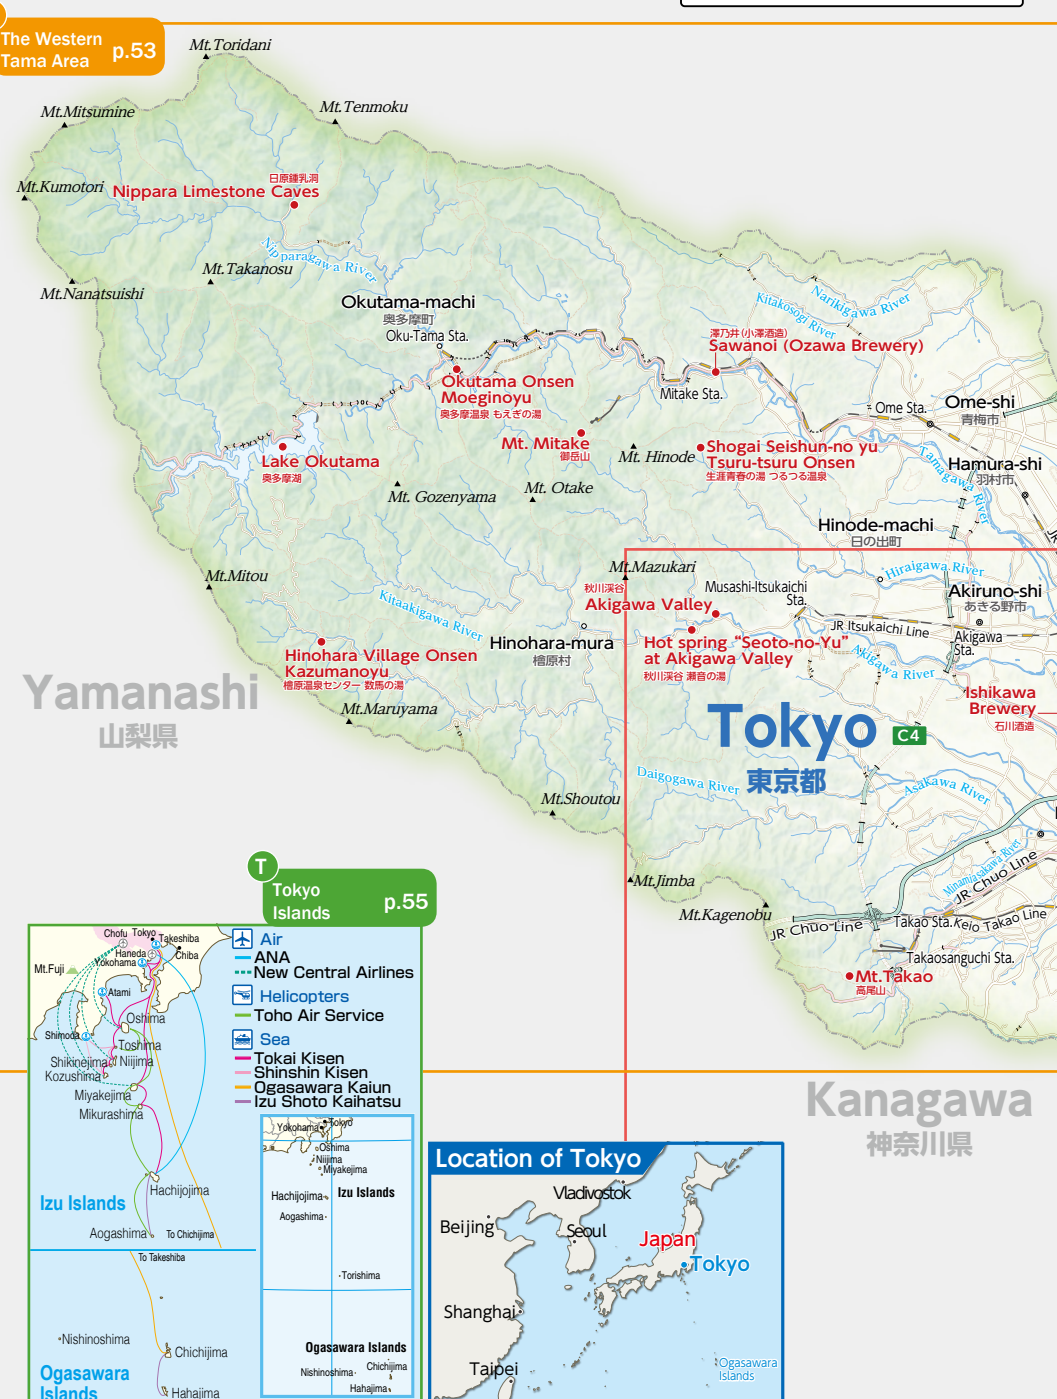 The Western
Tama Area
p.53
Mt.Toridani
Mt.Mitsumine
Mt.Tenmoku
Mt.Kumotori
日原鍾乳洞
Nippara Limestone Caves
Nipparagawa River
Mt.Takanosu
Mt.Nanatsuishi
Okutama-machi
奥多摩町
Oku-Tama Sta.
Kitakosogi River
Narikigawa River
澤乃井(小澤酒造)
Sawanoi (Ozawa Brewery)
Okutama Onsen
Moeginoyu
奥多摩温泉 もえぎの湯
Mitake Sta.
Ome Sta.
Ome-shi
青梅市
Mt. Mitake
御岳山
Mt. Hinode
Shogai Seishun-no yu
Tsuru-tsuru Onsen
生涯青春の湯 つるつる温泉
Lake Okutama
奥多摩湖
Tamagawa River
Hamura-shi
羽村市
Mt. Gozenyama
Mt. Otake
Hinode-machi
日の出町
Mt.Mazukari
Mt.Mitou
Hiraigawa River
秋川渓谷
Akigawa Valley
Musashi-Itsukaichi
Sta.
Akiruno-shi
あきる野市
Kitaakigawa River
JR Itsukaichi Line
Akigawa
Sta.
Hinohara-mura
檜原村
Hot spring “Seoto-no-Yu”
at Akigawa Valley
秋川渓谷 瀬音の湯
Akigawa River
Hinohara Village Onsen
Kazumanoyu
檜原温泉センター 数馬の湯
Yamanashi
山梨県
Mt.Maruyama
Ishikawa
Brewery
石川酒造
Tokyo
東京都
C4
Daigogawa River
Asakawa River
Mt.Shoutou
Minamiasakawa River
JR Chuo Line
Mt.Jimba
Mt.Kagenobu
JR Chuo Line
Takao Sta.
Keio Takao Line
Takaosanguchi Sta.
Mt.Takao
高尾山
Kanagawa
神奈川県
T
Tokyo
Islands
p.55
Air
ANA
New Central Airlines
Helicopters
Toho Air Service
Sea
Tokai Kisen
Shinshin Kisen
Ogasawara Kaiun
Izu Shoto Kaihatsu
Chofu
Tokyo
Takeshiba
Haneda
Yokohama
Chiba
Mt.Fuji
Atami
Oshima
Shimoda
Toshima
Shikinejima
Niijima
Kozushima
Miyakejima
Mikurashima
Hachijojima
Izu Islands
Aogashima
To Chichijima
To Takeshiba
Nishinoshima
Chichijima
Ogasawara
Islands
Hahajima
Yokohama
Tokyo
Oshima
Niijima
Miyakejima
Hachijojima
Izu Islands
Aogashima
Torishima
Ogasawara Islands
Nishinoshima
Chichijima
Hahajima
Location of Tokyo
Vladivostok
Beijing
Seoul
Japan
Tokyo
Shanghai
Taipei
Ogasawara
Islands